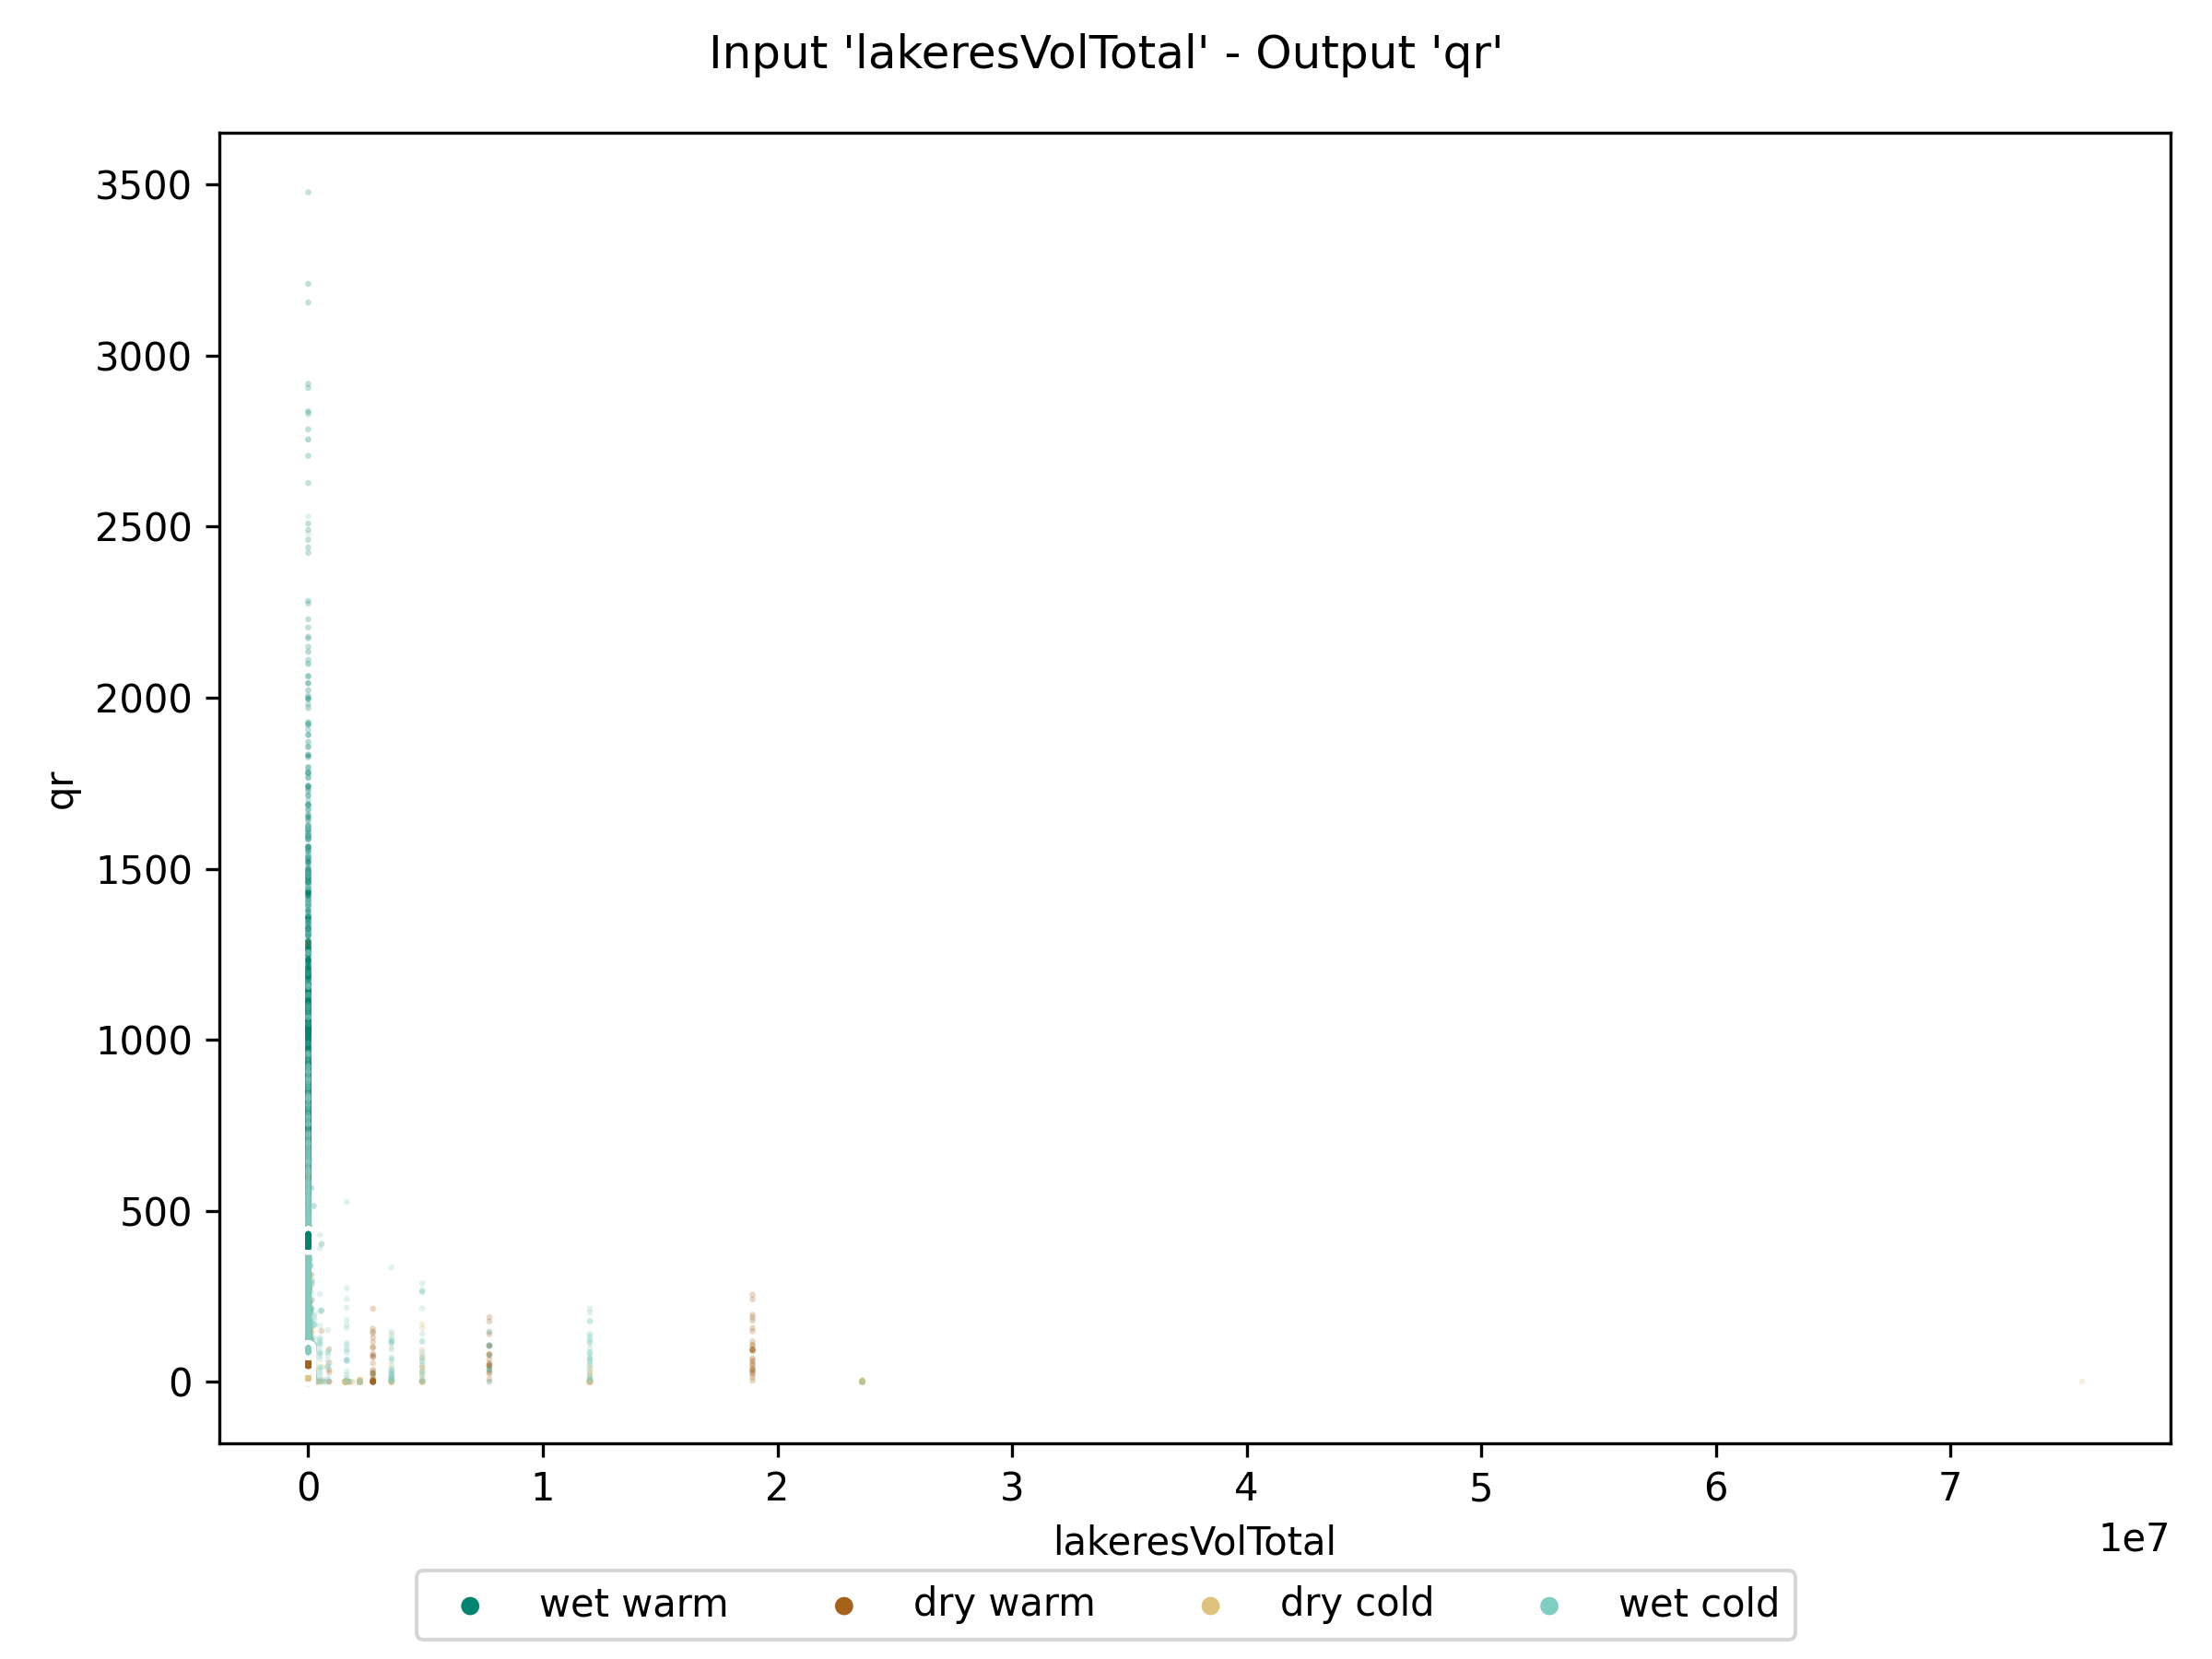 Input 'lakeresVolTotal' - Output 'qr'
3500
3000
2500
2000
1500
1000
500
0
qr
0 1 2 3 4 5 6 7
1e7
lakeresVolTotal
wet warm dry warm dry cold wet cold